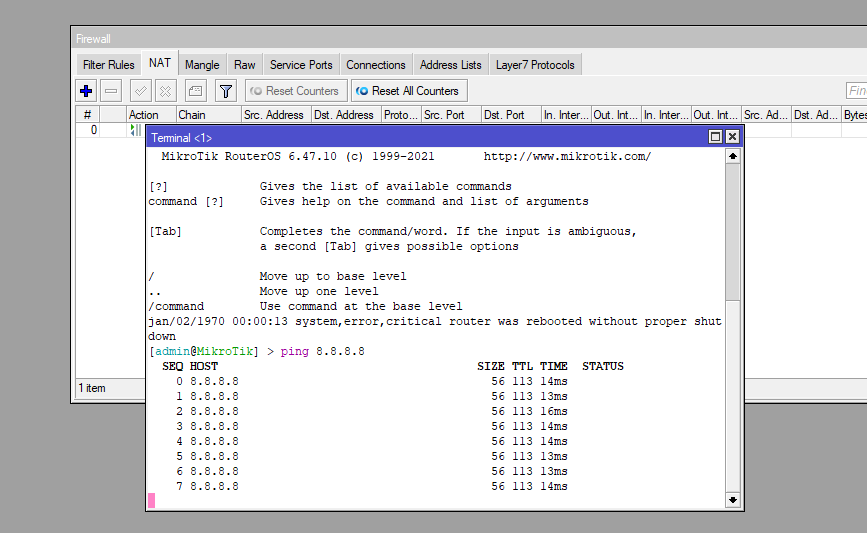 Firewall
Filter Rules NAT Mangle Raw Service Ports Connections Address Lists Layer7 Protocols
Reset Counters Reset All Counters Fin
# Action Chain Src. Address Dst. Address Proto... Src. Port Dst. Port In. Inter... Out. Int... In. Inter... Out. Int... Src. Ad... Dst. Ad... Bytes
0
Terminal <1>
MikroTik RouterOS 6.47.10 (c) 1999-2021 http://www.mikrotik.com/
[?] Gives the list of available commands
command [?] Gives help on the command and list of arguments
[Tab] Completes the command/word. If the input is ambiguous,
a second [Tab] gives possible options
/ Move up to base level
.. Move up one level
/command Use command at the base level
jan/02/1970 00:00:13 system,error,critical router was rebooted without proper shut
down
[admin@MikroTik] > ping 8.8.8.8
SEQ HOST SIZE TTL TIME STATUS
0 8.8.8.8 56 113 14ms
1 8.8.8.8 56 113 13ms
2 8.8.8.8 56 113 16ms
3 8.8.8.8 56 113 14ms
4 8.8.8.8 56 113 14ms
5 8.8.8.8 56 113 13ms
6 8.8.8.8 56 113 13ms
7 8.8.8.8 56 113 14ms
1 item